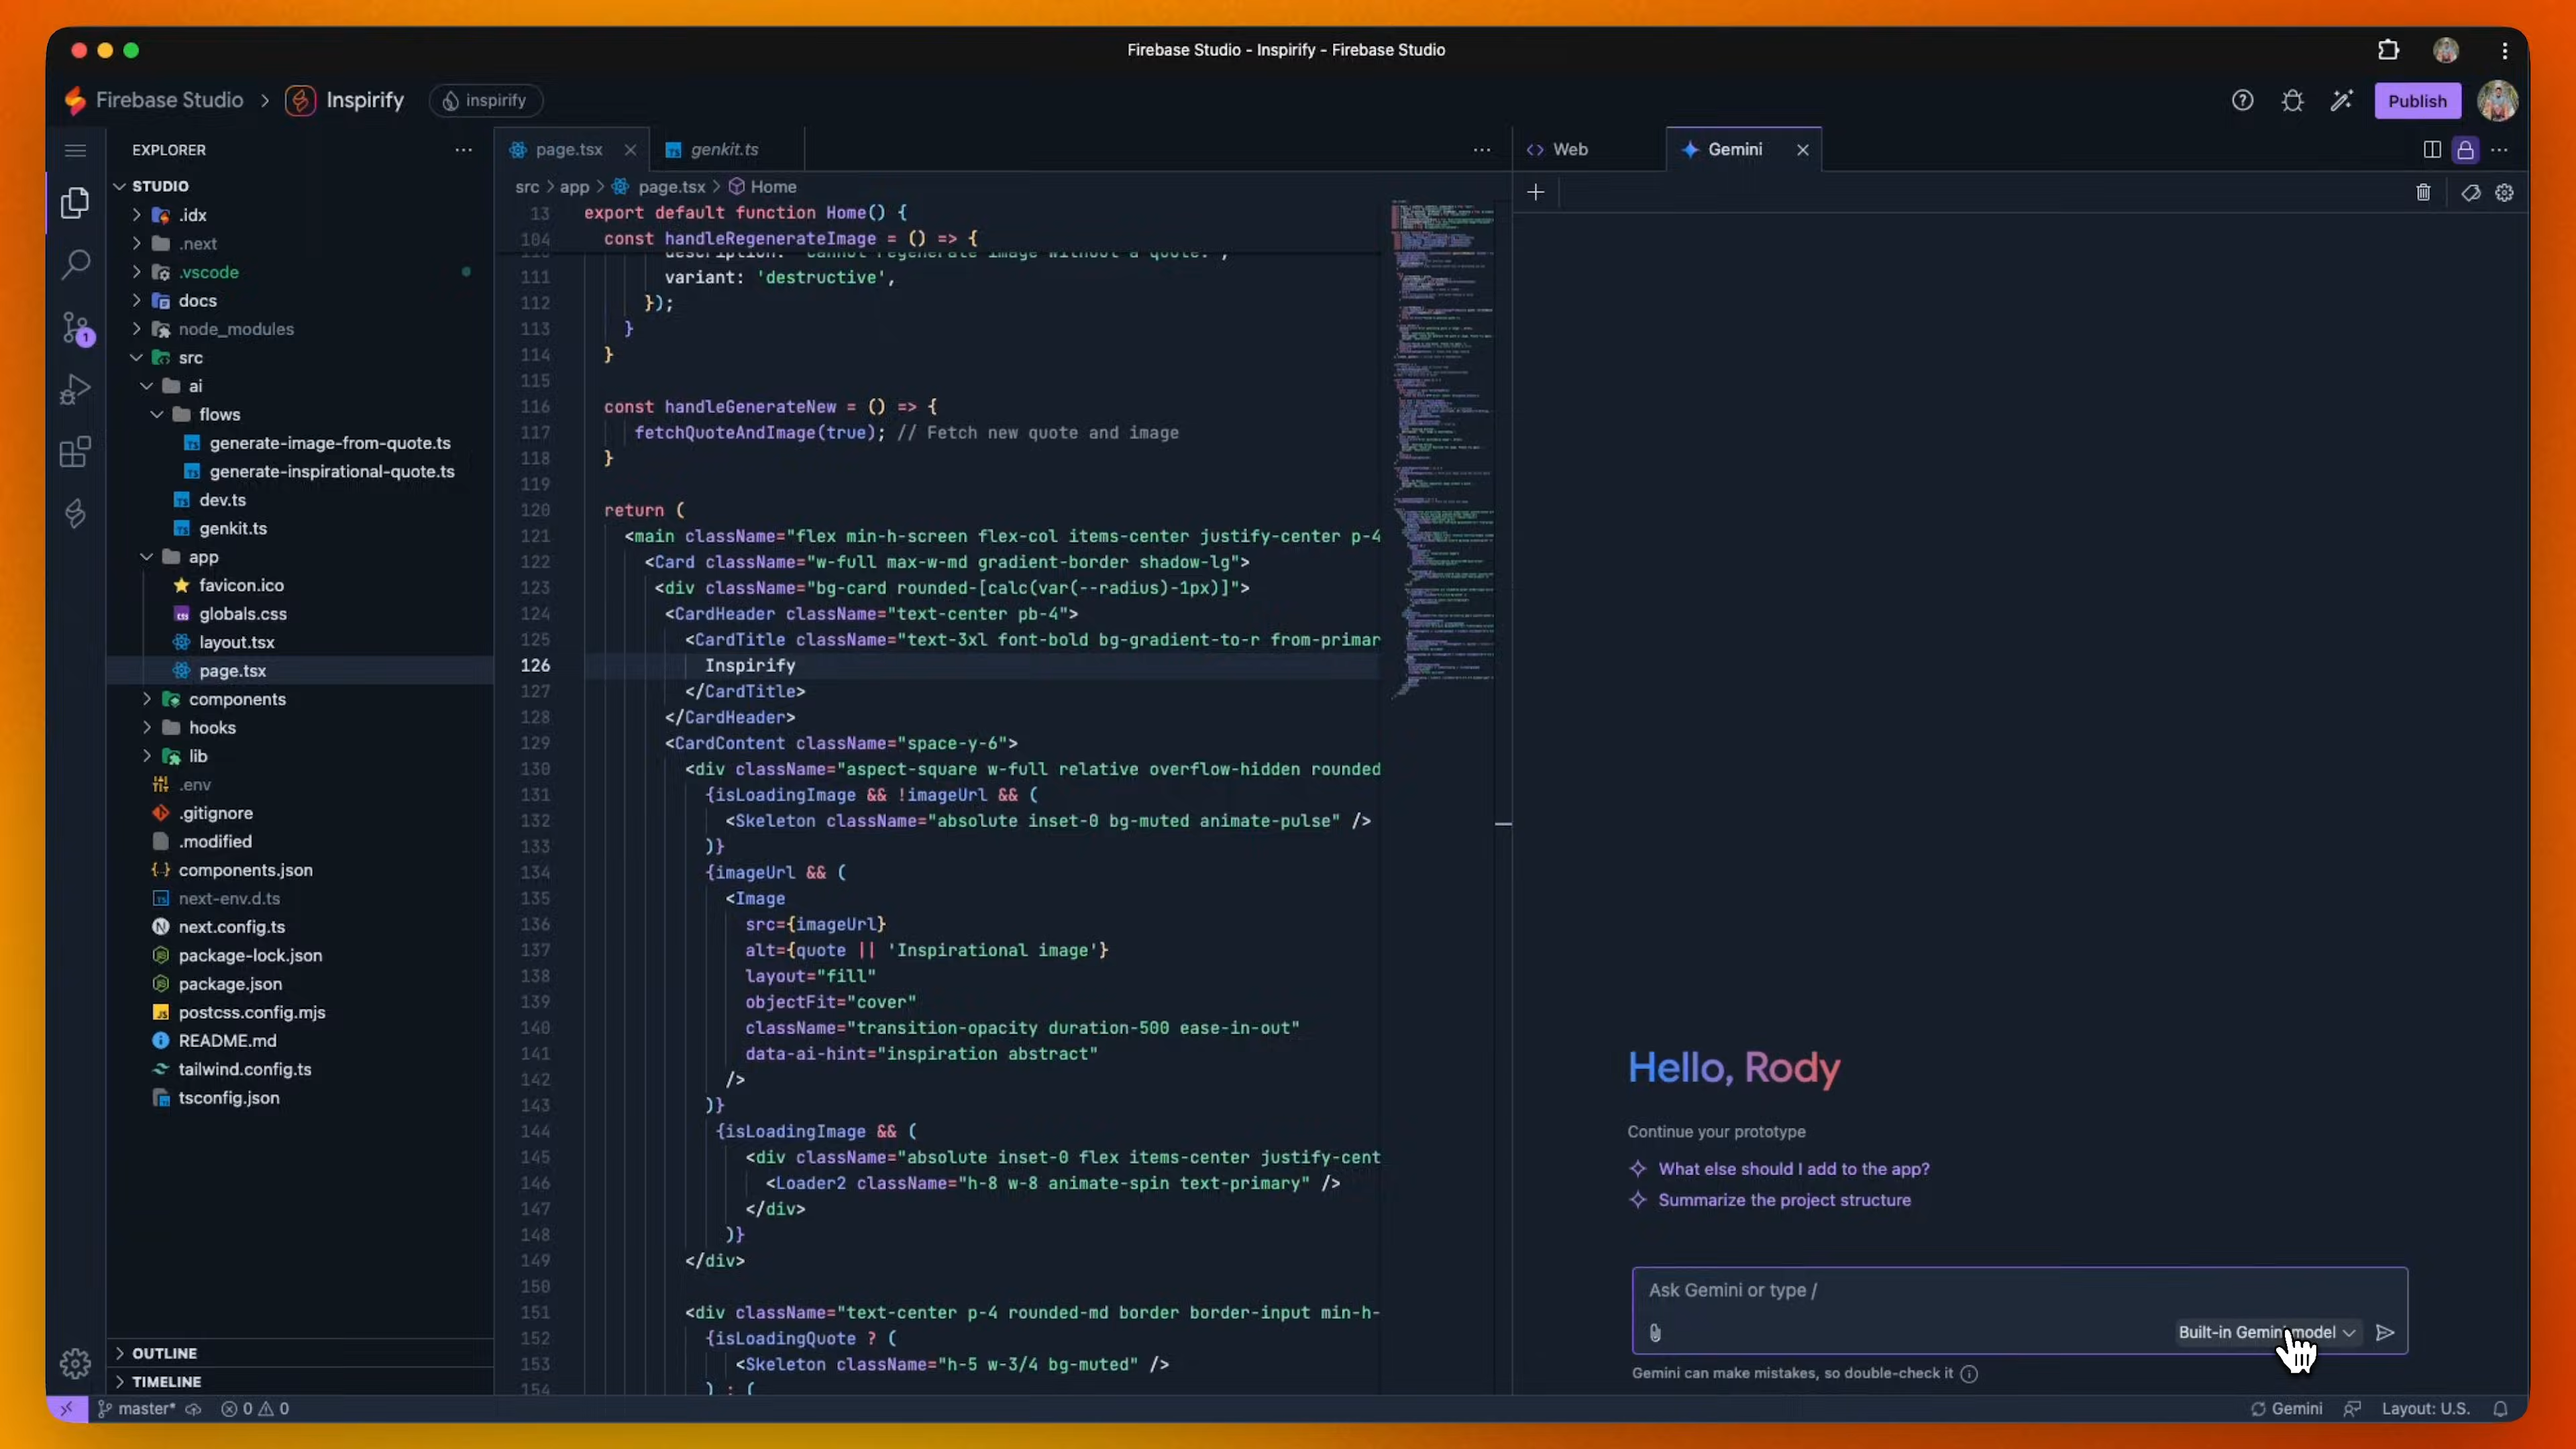 Firebase Studio - Inspirify - Firebase Studio
Firebase Studio > Inspirify inspirify
Publish
EXPLORER
STUDIO
.idx
.next
.vscode
docs
node_modules
src
ai
flows
generate-image-from-quote.ts
generate-inspirational-quote.ts
dev.ts
genkit.ts
app
favicon.ico
globals.css
layout.tsx
page.tsx
components
hooks
lib
.env
.gitignore
.modified
components.json
next-env.d.ts
next.config.ts
package-lock.json
package.json
postcss.config.mjs
README.md
tailwind.config.ts
tsconfig.json
OUTLINE
TIMELINE
page.tsx genkit.ts
src > app > page.tsx > Home
13 export default function Home() {
104 const handleRegenerateImage = () => {
description: 'Cannot regenerate image without a quote.',
111 variant: 'destructive',
112 });
113 }
114 }
115
116 const handleGenerateNew = () => {
117 fetchQuoteAndImage(true); // Fetch new quote and image
118 }
119
120 return (
121 <main className="flex min-h-screen flex-col items-center justify-center p-4
122 <Card className="w-full max-w-md gradient-border shadow-lg">
123 <div className="bg-card rounded-[calc(var(--radius)-1px)]">
124 <CardHeader className="text-center pb-4">
125 <CardTitle className="text-3xl font-bold bg-gradient-to-r from-primar
126 Inspirify
127 </CardTitle>
128 </CardHeader>
129 <CardContent className="space-y-6">
130 <div className="aspect-square w-full relative overflow-hidden rounded
131 {isLoadingImage && !imageUrl && (
132 <Skeleton className="absolute inset-0 bg-muted animate-pulse" />
133 )}
134 {imageUrl && (
135 <Image
136 src={imageUrl}
137 alt={quote || 'Inspirational image'}
138 layout="fill"
139 objectFit="cover"
140 className="transition-opacity duration-500 ease-in-out"
141 data-ai-hint="inspiration abstract"
142 />
143 )}
144 {isLoadingImage && (
145 <div className="absolute inset-0 flex items-center justify-cent
146 <Loader2 className="h-8 w-8 animate-spin text-primary" />
147 </div>
148 )}
149 </div>
150
151 <div className="text-center p-4 rounded-md border border-input min-h-
152 {isLoadingQuote ? (
153 <Skeleton className="h-5 w-3/4 bg-muted" />
154 ) : (
Web Gemini
Hello, Rody
Continue your prototype
What else should I add to the app?
Summarize the project structure
Ask Gemini or type /
Built-in Gemini model
Gemini can make mistakes, so double-check it
1
master* 0 0
Gemini Layout: U.S.